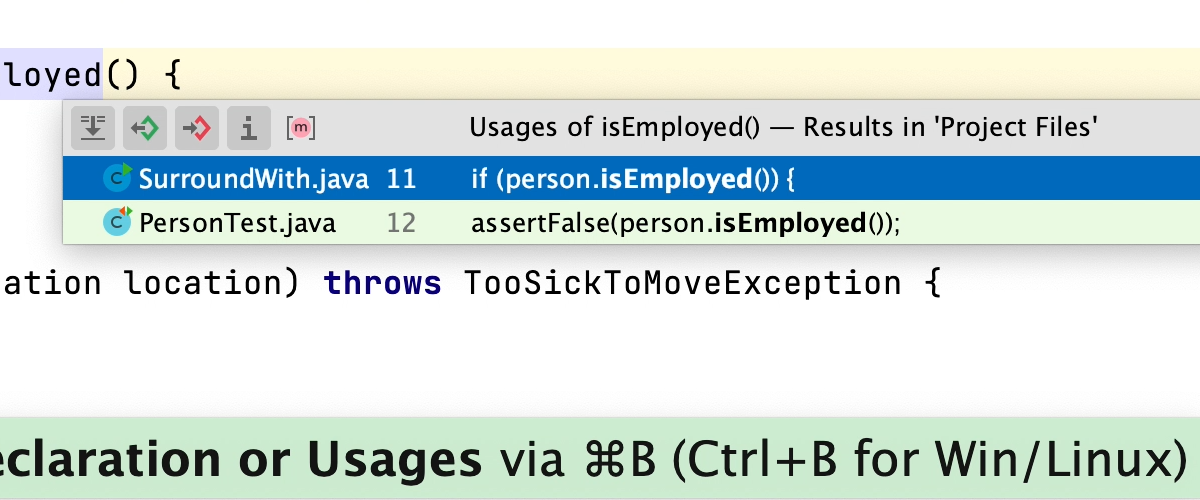 loyed() {
Usages of isEmployed() — Results in 'Project Files'
SurroundWith.java 11 if (person.isEmployed()) {
PersonTest.java 12 assertFalse(person.isEmployed());
ation location) throws TooSickToMoveException {
eclaration or Usages via ⌘B (Ctrl+B for Win/Linux)